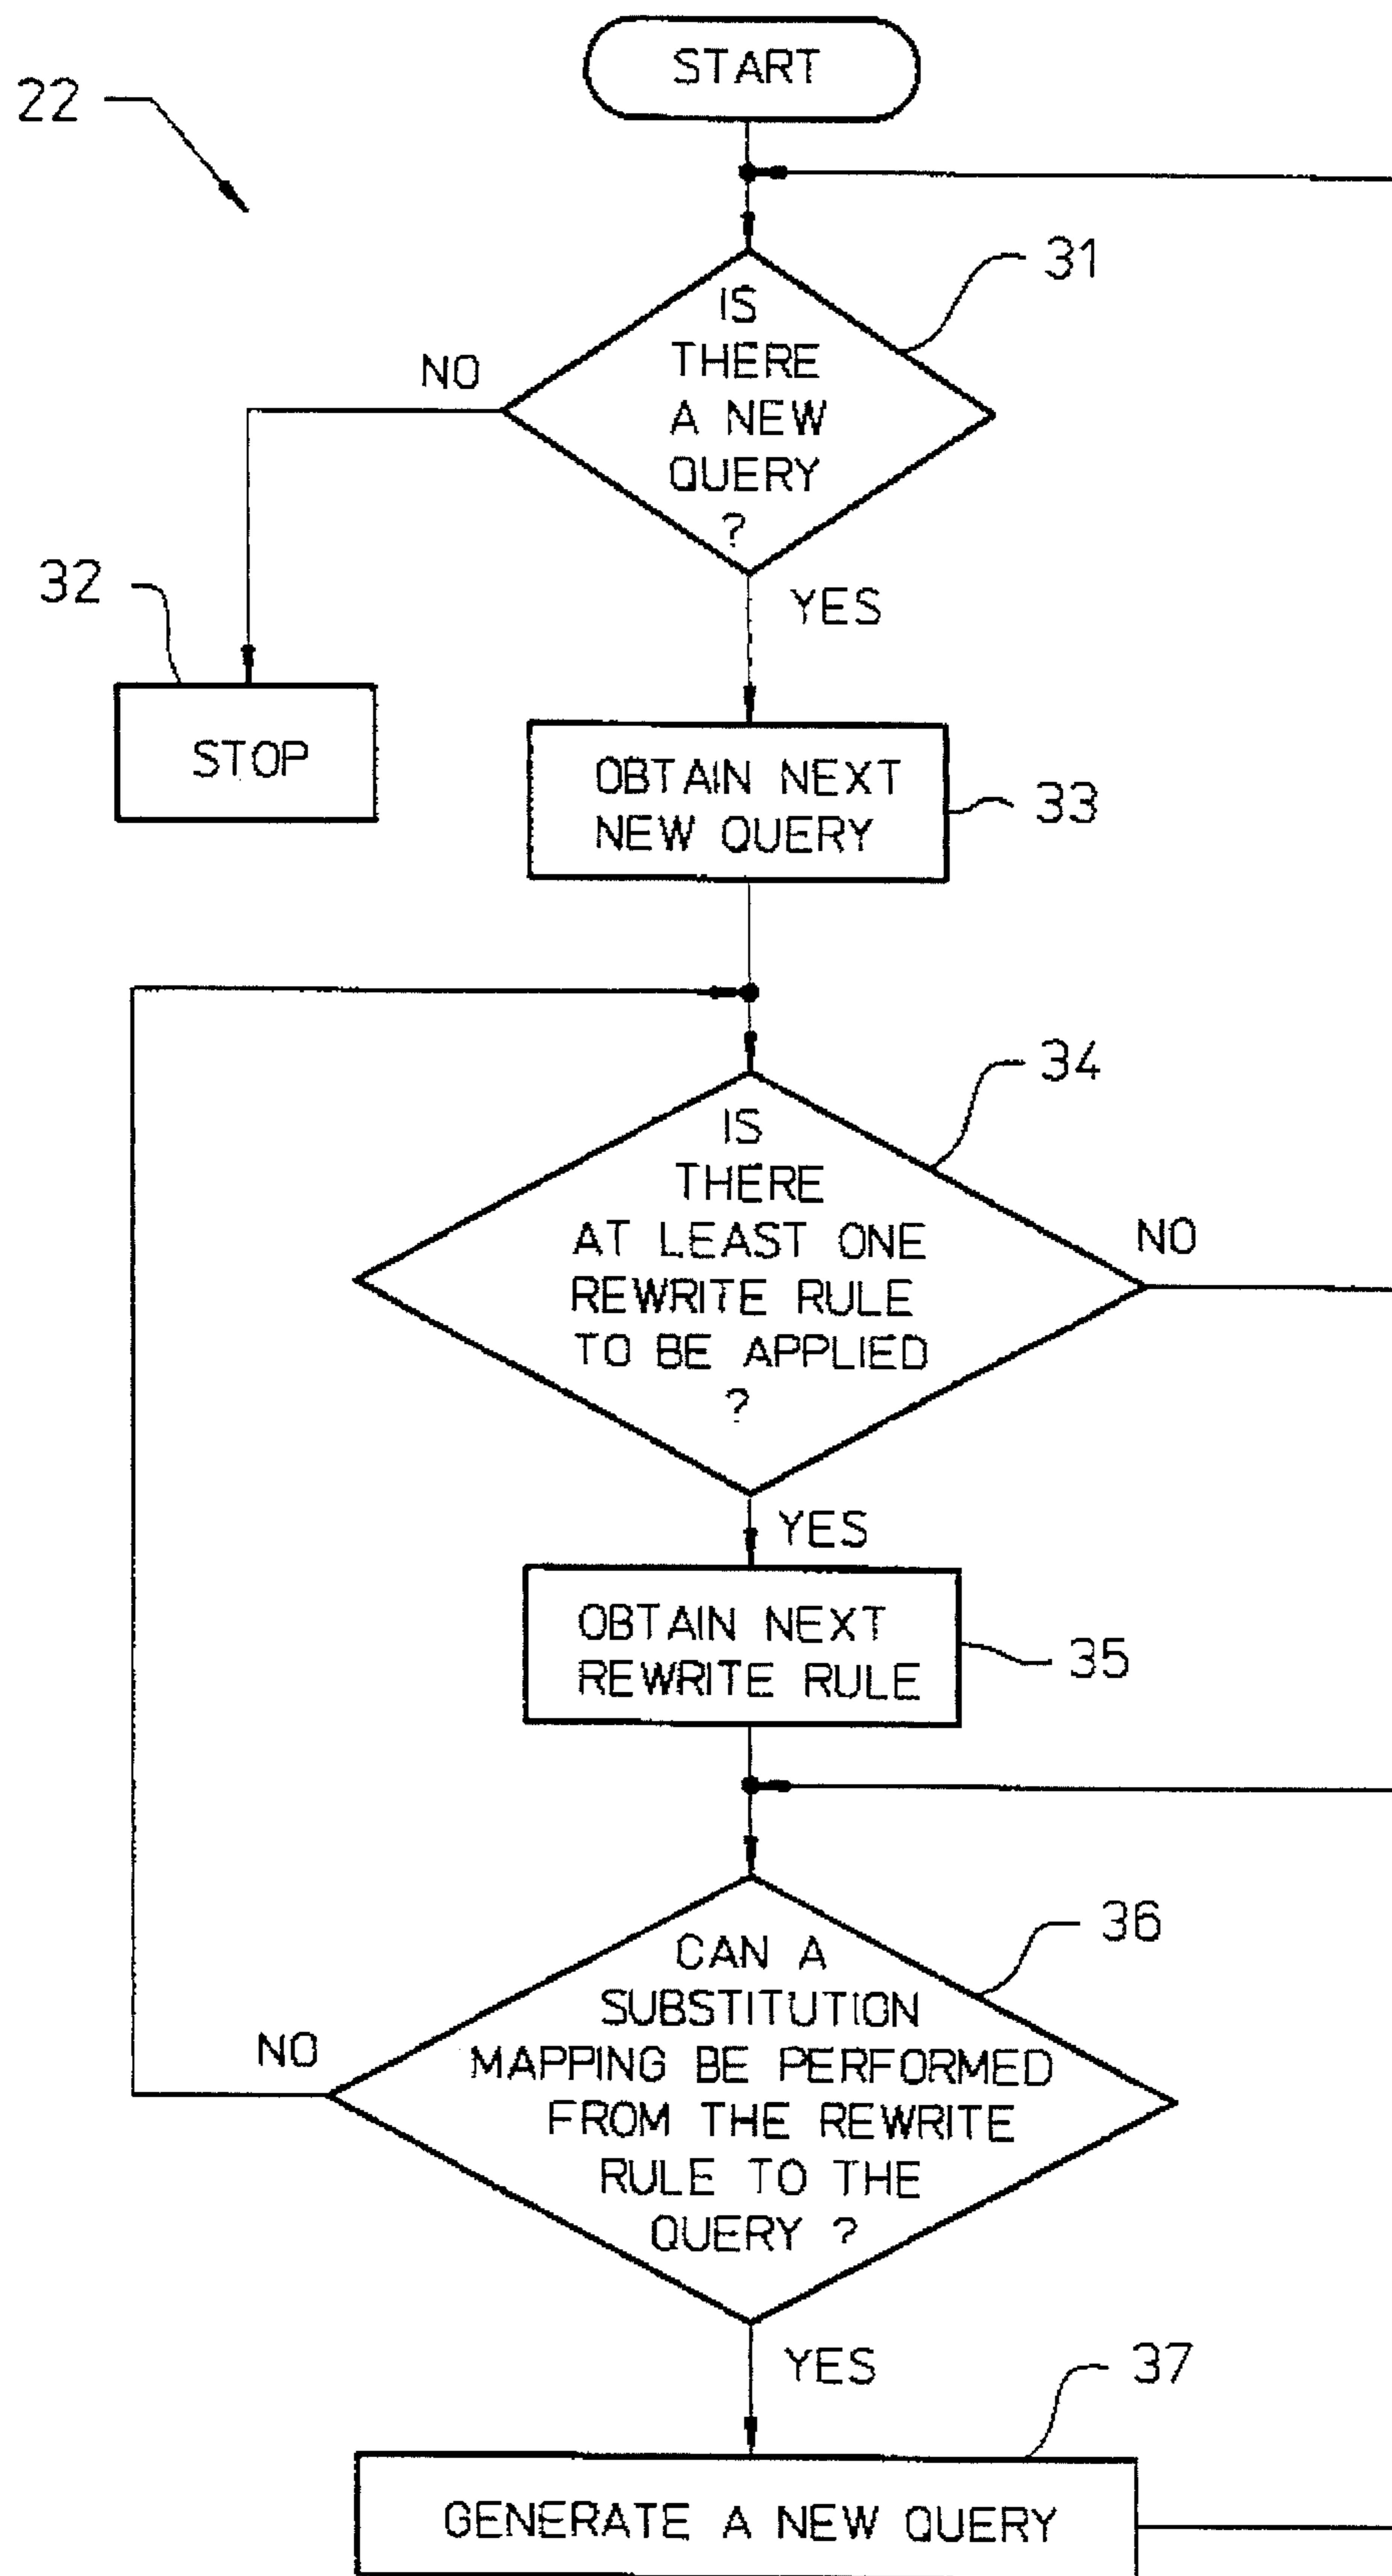 START
22
31
IS
THERE
A NEW
QUERY
?
NO
YES
32
STOP
OBTAIN NEXT
NEW QUERY
33
34
IS
THERE
AT LEAST ONE
REWRITE RULE
TO BE APPLIED
?
NO
YES
OBTAIN NEXT
REWRITE RULE
35
36
CAN A
SUBSTITUTION
MAPPING BE PERFORMED
FROM THE REWRITE
RULE TO THE
QUERY ?
NO
YES
37
GENERATE A NEW QUERY